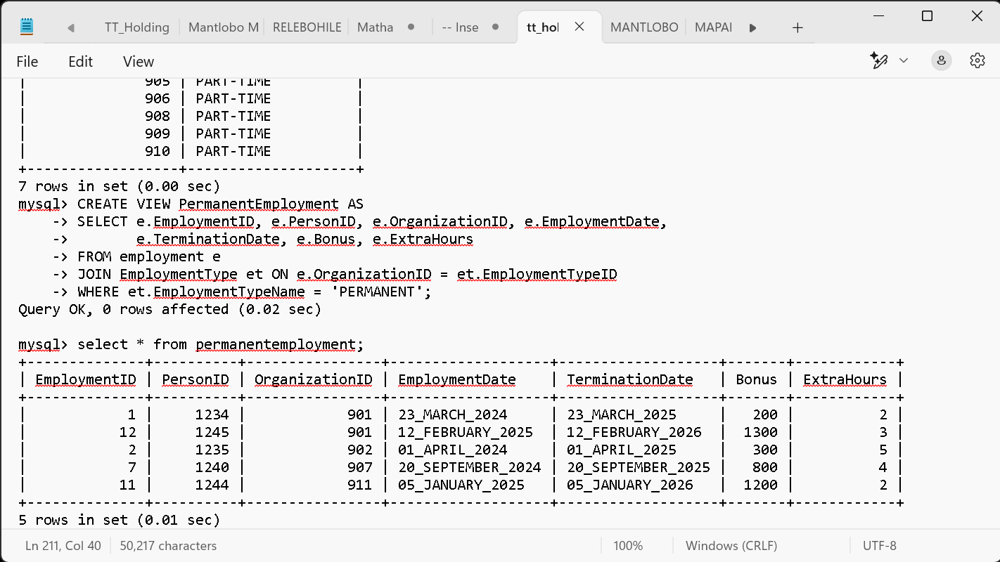 TT_Holding Mantlobo M RELEBOHILE Matha -- Inse tt_hol MANTLOBO MAPAI
File Edit View
| 905 | PART-TIME |
| 906 | PART-TIME |
| 908 | PART-TIME |
| 909 | PART-TIME |
| 910 | PART-TIME |
+-------------------+---------------------+
7 rows in set (0.00 sec)
mysql> CREATE VIEW PermanentEmployment AS
    -> SELECT e.EmploymentID, e.PersonID, e.OrganizationID, e.EmploymentDate,
    ->        e.TerminationDate, e.Bonus, e.ExtraHours
    -> FROM employment e
    -> JOIN EmploymentType et ON e.OrganizationID = et.EmploymentTypeID
    -> WHERE et.EmploymentTypeName = 'PERMANENT';
Query OK, 0 rows affected (0.02 sec)
mysql> select * from permanentemployment;
+--------------+----------+----------------+-------------------+-------------------+-------+------------+
| EmploymentID | PersonID | OrganizationID | EmploymentDate    | TerminationDate   | Bonus | ExtraHours |
+--------------+----------+----------------+-------------------+-------------------+-------+------------+
|            1 |     1234 |            901 | 23_MARCH_2024     | 23_MARCH_2025     |   200 |          2 |
|           12 |     1245 |            901 | 12_FEBRUARY_2025  | 12_FEBRUARY_2026  |  1300 |          3 |
|            2 |     1235 |            902 | 01_APRIL_2024     | 01_APRIL_2025     |   300 |          5 |
|            7 |     1240 |            907 | 20_SEPTEMBER_2024 | 20_SEPTEMBER_2025 |   800 |          4 |
|           11 |     1244 |            911 | 05_JANUARY_2025   | 05_JANUARY_2026   |  1200 |          2 |
+--------------+----------+----------------+-------------------+-------------------+-------+------------+
5 rows in set (0.01 sec)
Ln 211, Col 40 50,217 characters 100% Windows (CRLF) UTF-8